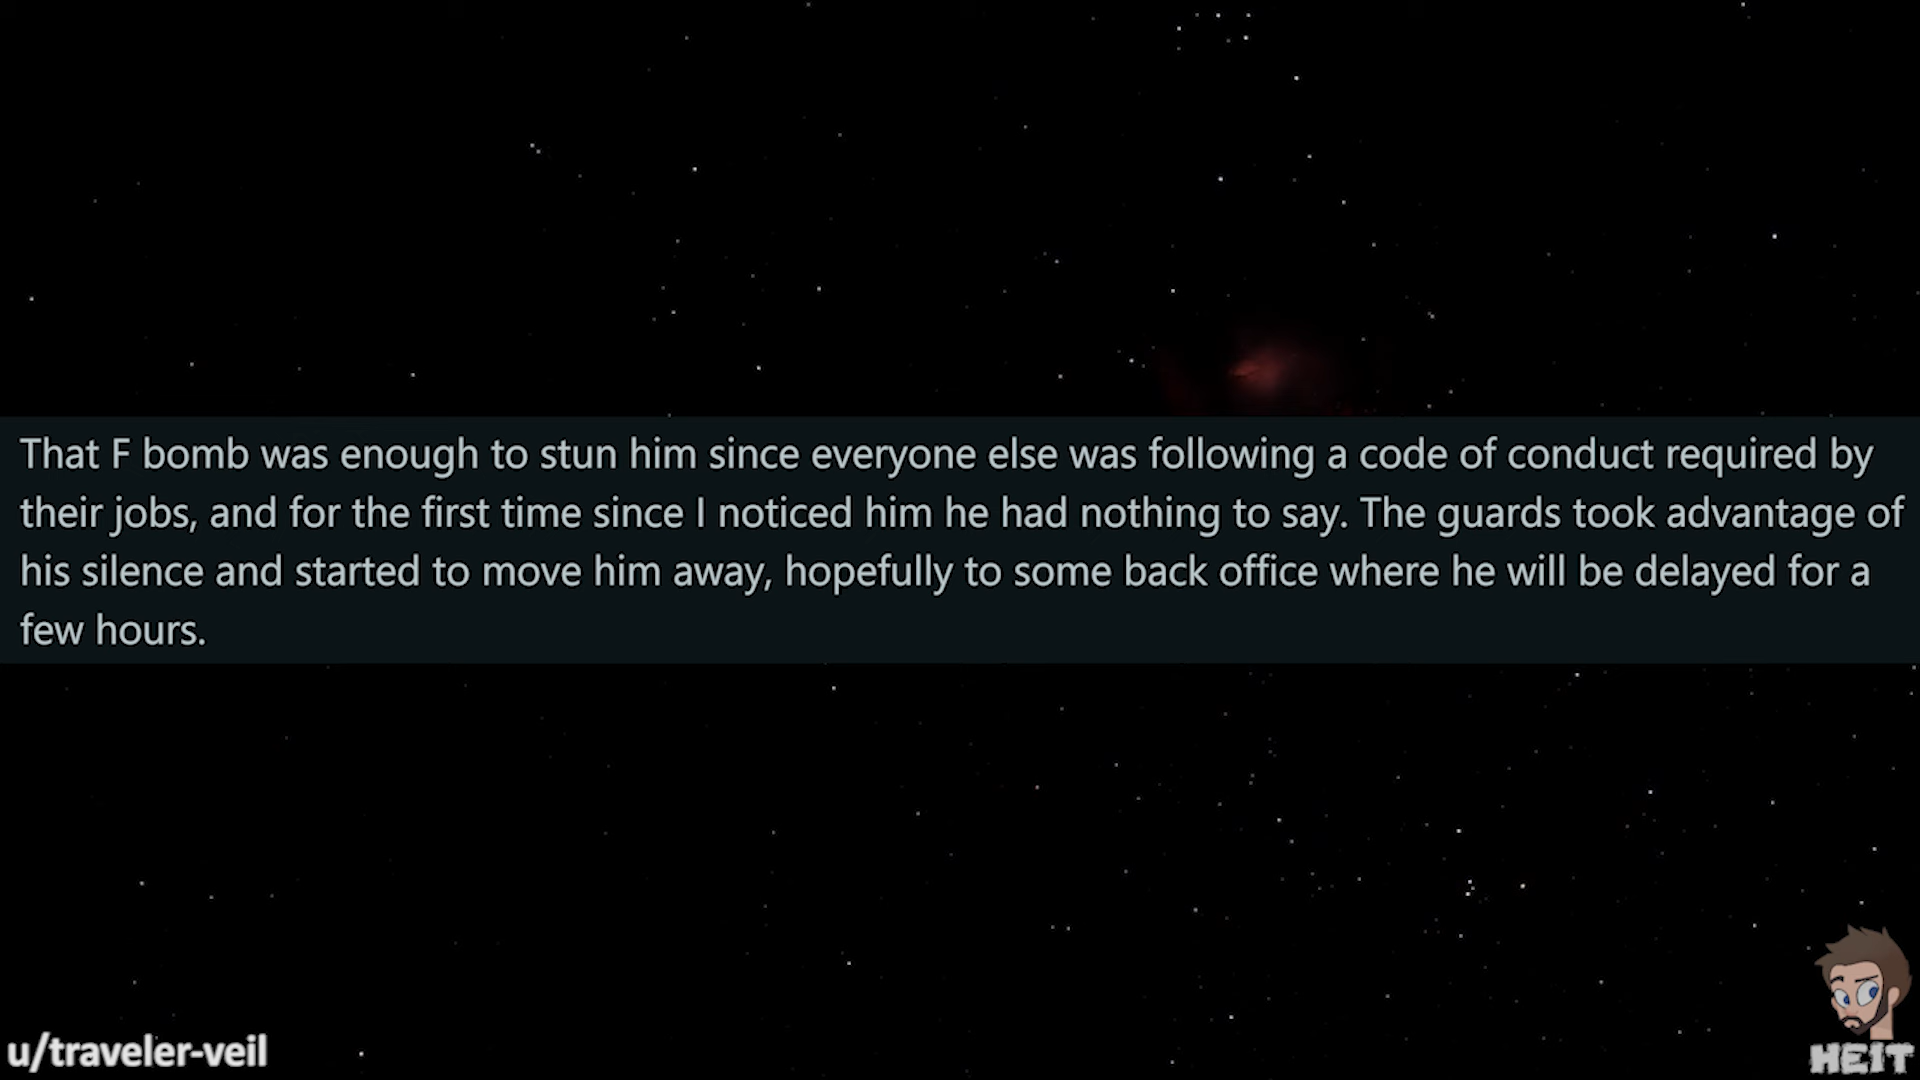 That F bomb was enough to stun him since everyone else was following a code of conduct required by
their jobs, and for the first time since I noticed him he had nothing to say. The guards took advantage of
his silence and started to move him away, hopefully to some back office where he will be delayed for a
few hours.
u/traveler-veil
HEIT